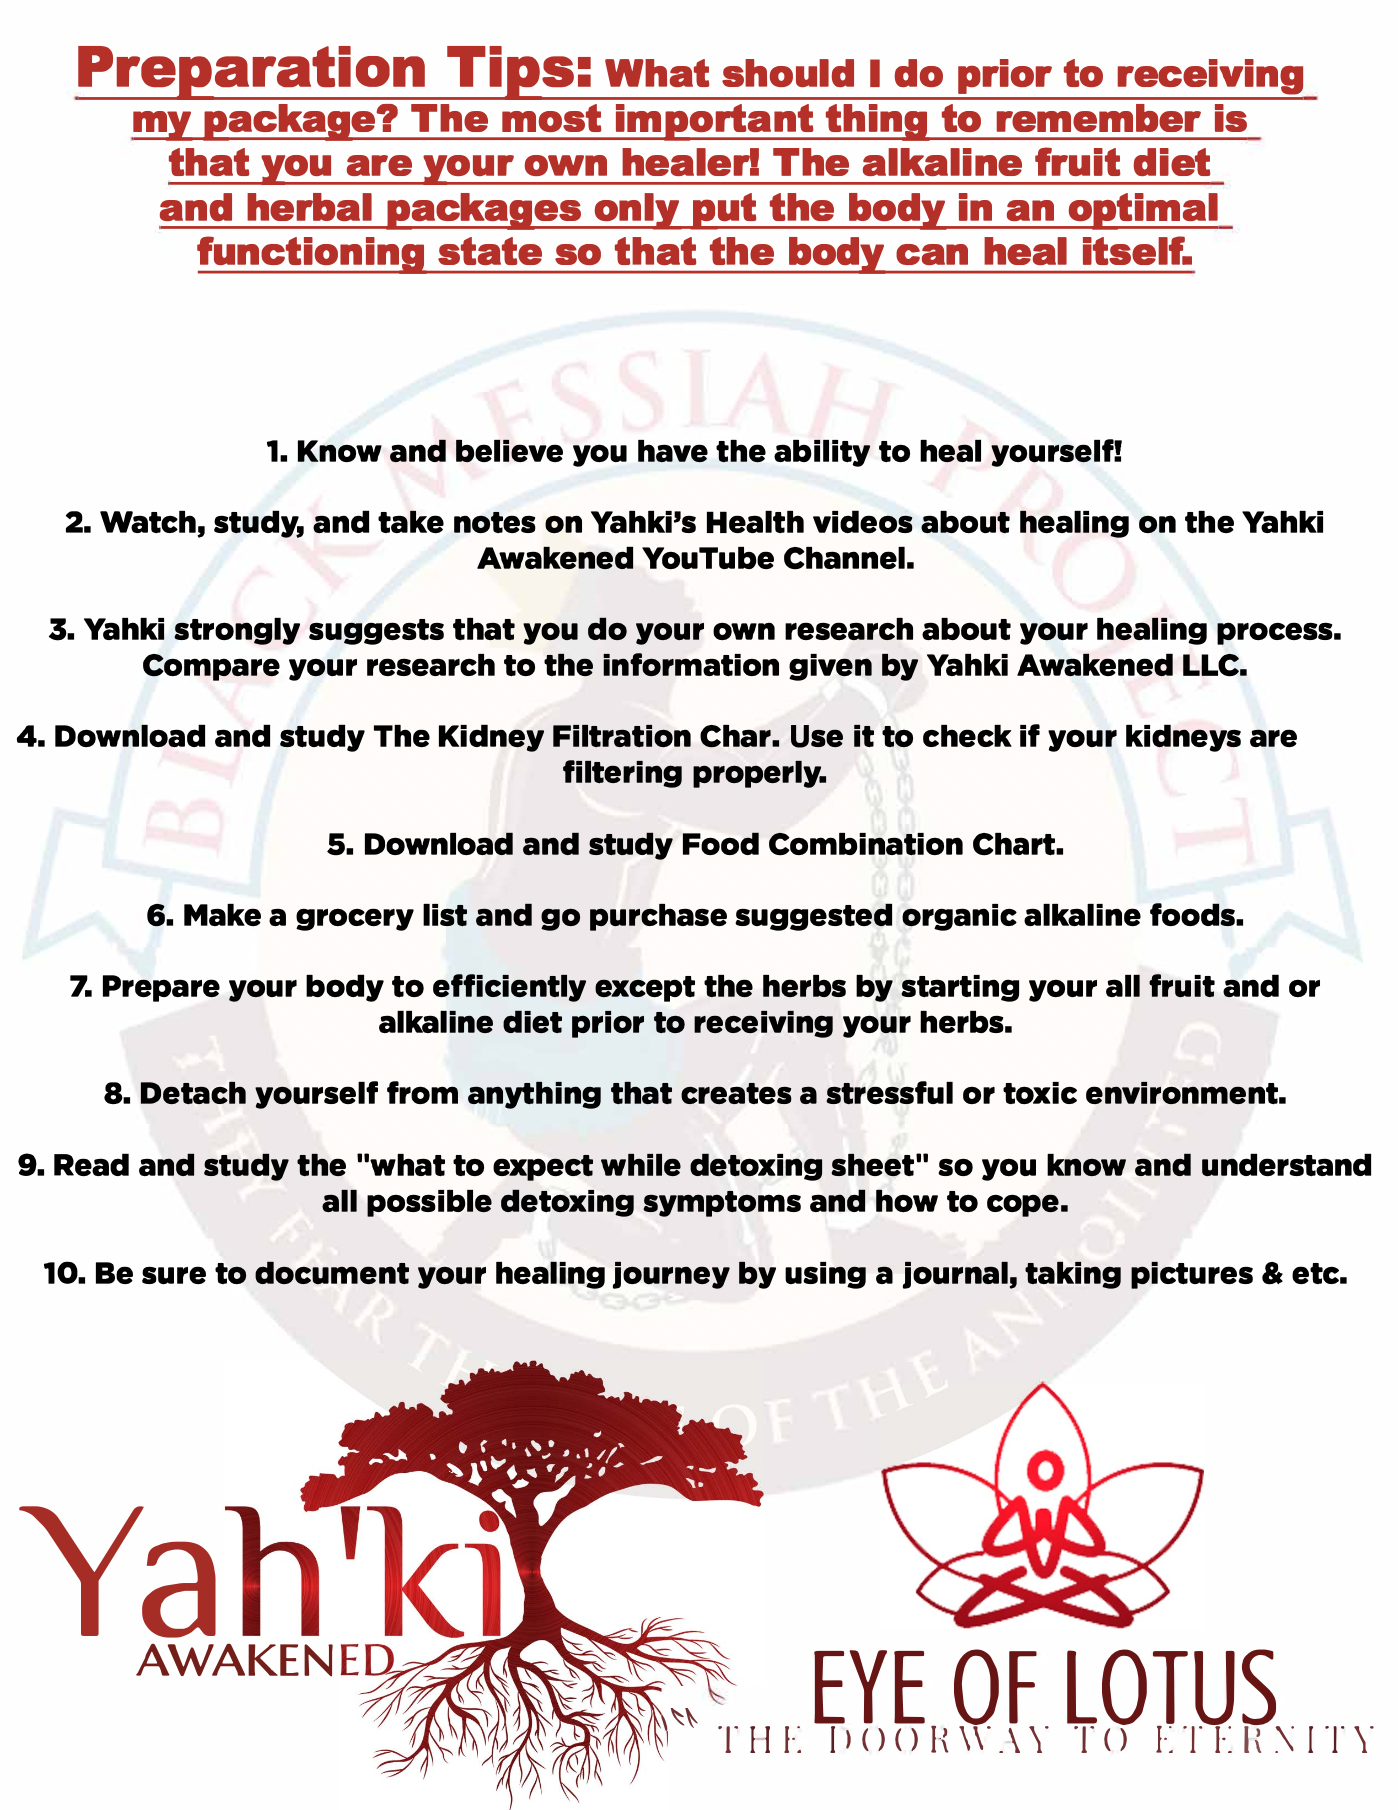 Preparation Tips: What should I do prior to receiving
my package? The most important thing to remember is
that you are your own healer! The alkaline fruit diet
and herbal packages only put the body in an optimal
functioning state so that the body can heal itself.
BLACK MESSIAH PROJECT
1. Know and believe you have the ability to heal yourself!
2. Watch, study, and take notes on Yahki’s Health videos about healing on the Yahki
Awakened YouTube Channel.
3. Yahki strongly suggests that you do your own research about your healing process.
Compare your research to the information given by Yahki Awakened LLC.
4. Download and study The Kidney Filtration Char. Use it to check if your kidneys are
filtering properly.
5. Download and study Food Combination Chart.
6. Make a grocery list and go purchase suggested organic alkaline foods.
7. Prepare your body to efficiently except the herbs by starting your all fruit and or
alkaline diet prior to receiving your herbs.
8. Detach yourself from anything that creates a stressful or toxic environment.
9. Read and study the "what to expect while detoxing sheet" so you know and understand
all possible detoxing symptoms and how to cope.
10. Be sure to document your healing journey by using a journal, taking pictures & etc.
THEY FEAR OF THE ANOINTED
Yah'ki
AWAKENED
EYE OF LOTUS
THE DOORWAY TO ETERNITY